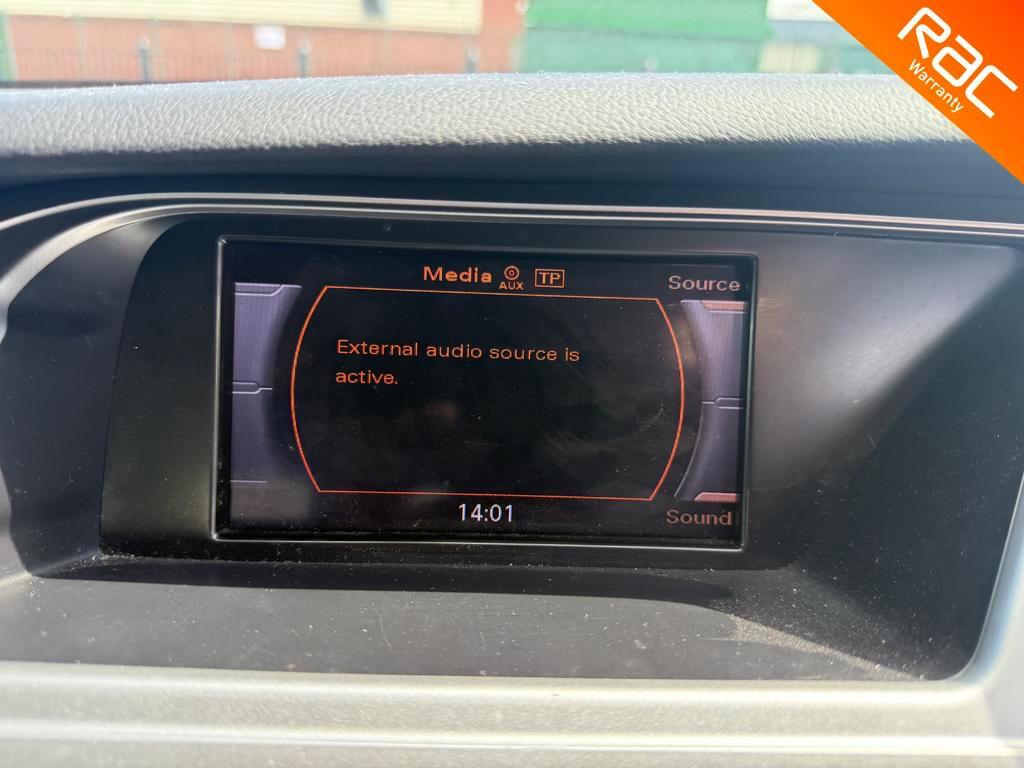 RAC
Warranty
Media AUX TP
Source
External audio source is
active.
14:01
Sound